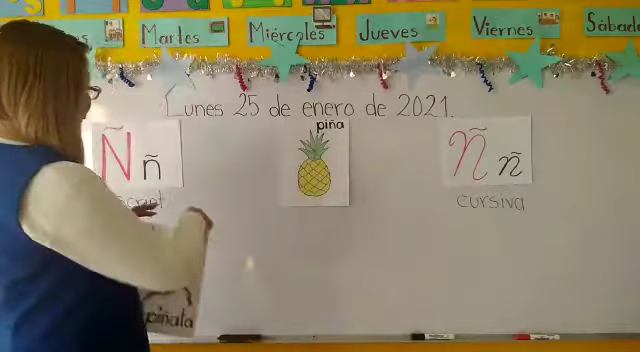 Martes Miércoles Jueves Viernes Sábado
Lunes 25 de enero de 2021.
piña
Ñ ñ
Ñ ñ
cursiva
piñata